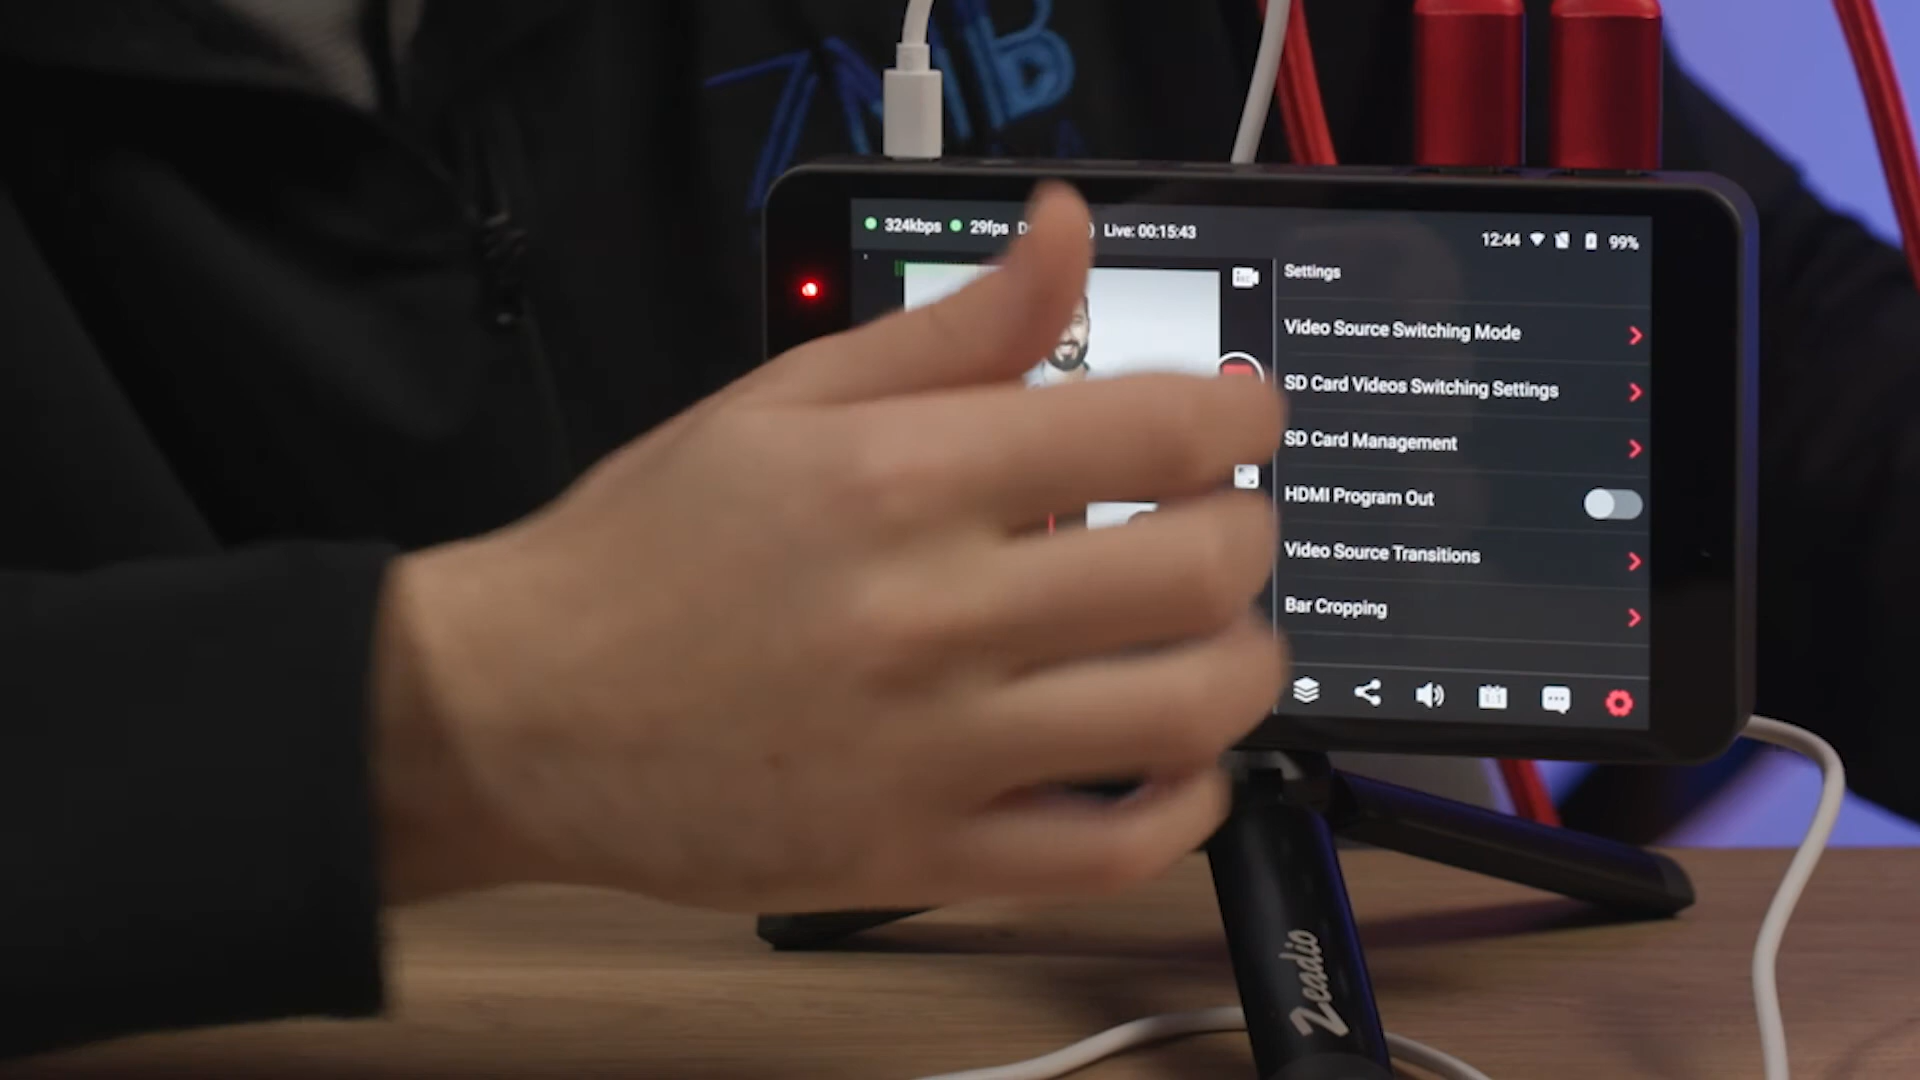 324kbps 29fps Live: 00:15:43
12:44 99%
Settings
Video Source Switching Mode
SD Card Videos Switching Settings
SD Card Management
HDMI Program Out
Video Source Transitions
Bar Cropping
Zeadio